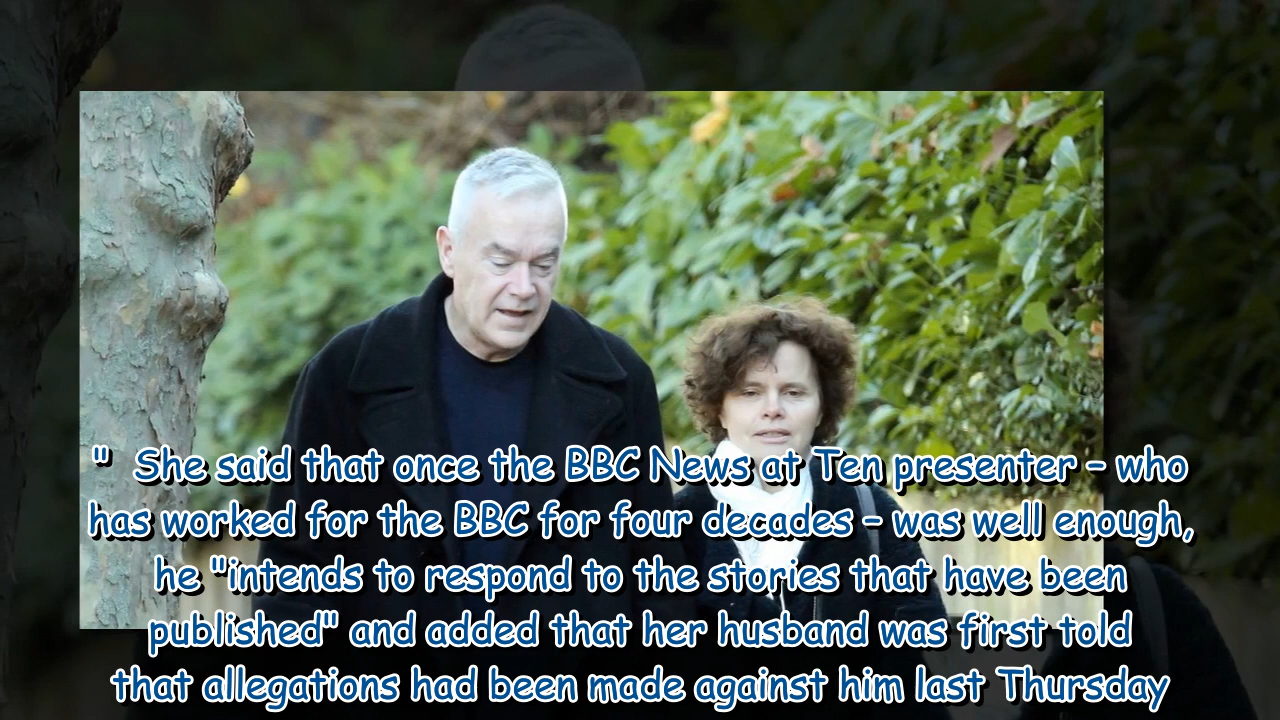 "  She said that once the BBC News at Ten presenter – who
has worked for the BBC for four decades – was well enough,
he "intends to respond to the stories that have been
published" and added that her husband was first told
that allegations had been made against him last Thursday